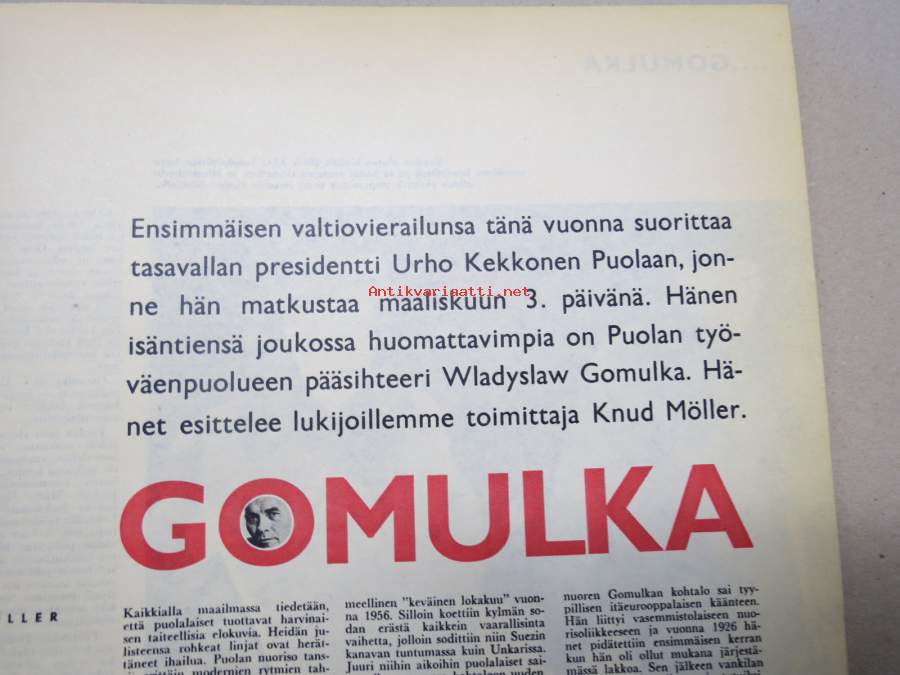 GOMULKA
Ensimmäisen valtiovierailunsa tänä vuonna suorittaa
tasavallan presidentti Urho Kekkonen Puolaan, jon-
ne hän matkustaa maaliskuun 3. päivänä. Hänen
Antikvariaatti.net
isäntiensä joukossa huomattavimpia on Puolan työ-
väenpuolueen pääsihteeri Wladyslaw Gomulka. Hä-
net esittelee lukijoillemme toimittaja Knud Möller.
GOMULKA
LLER
Kaikkialla maailmassa tiedetään,
että puolalaiset tuottavat harvinai-
sen taiteellisia elokuvia. Heidän ju-
listeensa rohkeat linjat ovat herät-
täneet ihailua. Puolan nuoriso tans-
modernien rytmien tah-
meellinen "keväinen lokakuu" vuon-
na 1956. Silloin koettiin kylmän so-
dan erästä kaikkein vaarallisinta
vaihetta, jolloin sodittiin niin Suezin
kanavan tuntumassa kuin Unkarissa.
Juuri niihin aikoihin puolalaiset sai-
nuoren Gomulkan kohtalo sai tyy-
pillisen itäeurooppalaisen käänteen.
Hän liittyi vasemmistolaiseen nuo-
risoliikkeeseen ja vuonna 1926 hä-
net pidätettiin ensimmäisen kerran
kun hän oli ollut mukana järjestä-
mässä lakkoa. Sen jälkeen vankilan